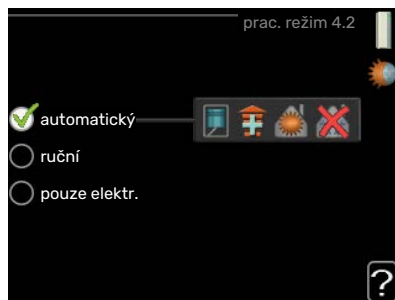 prac. režim 4.2
automatický
ruční
pouze elektr.
?